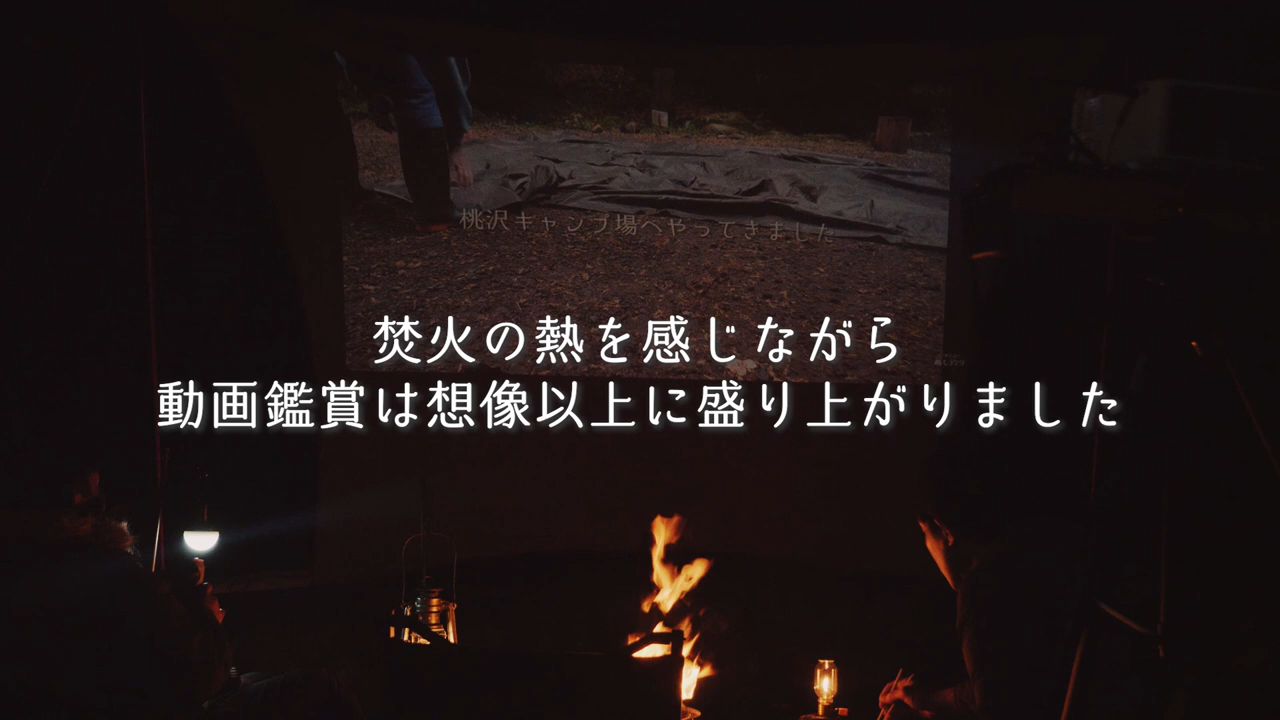 桃沢キャンプ場へやってきました
焚火の熱を感じながら
動画鑑賞は想像以上に盛り上がりました